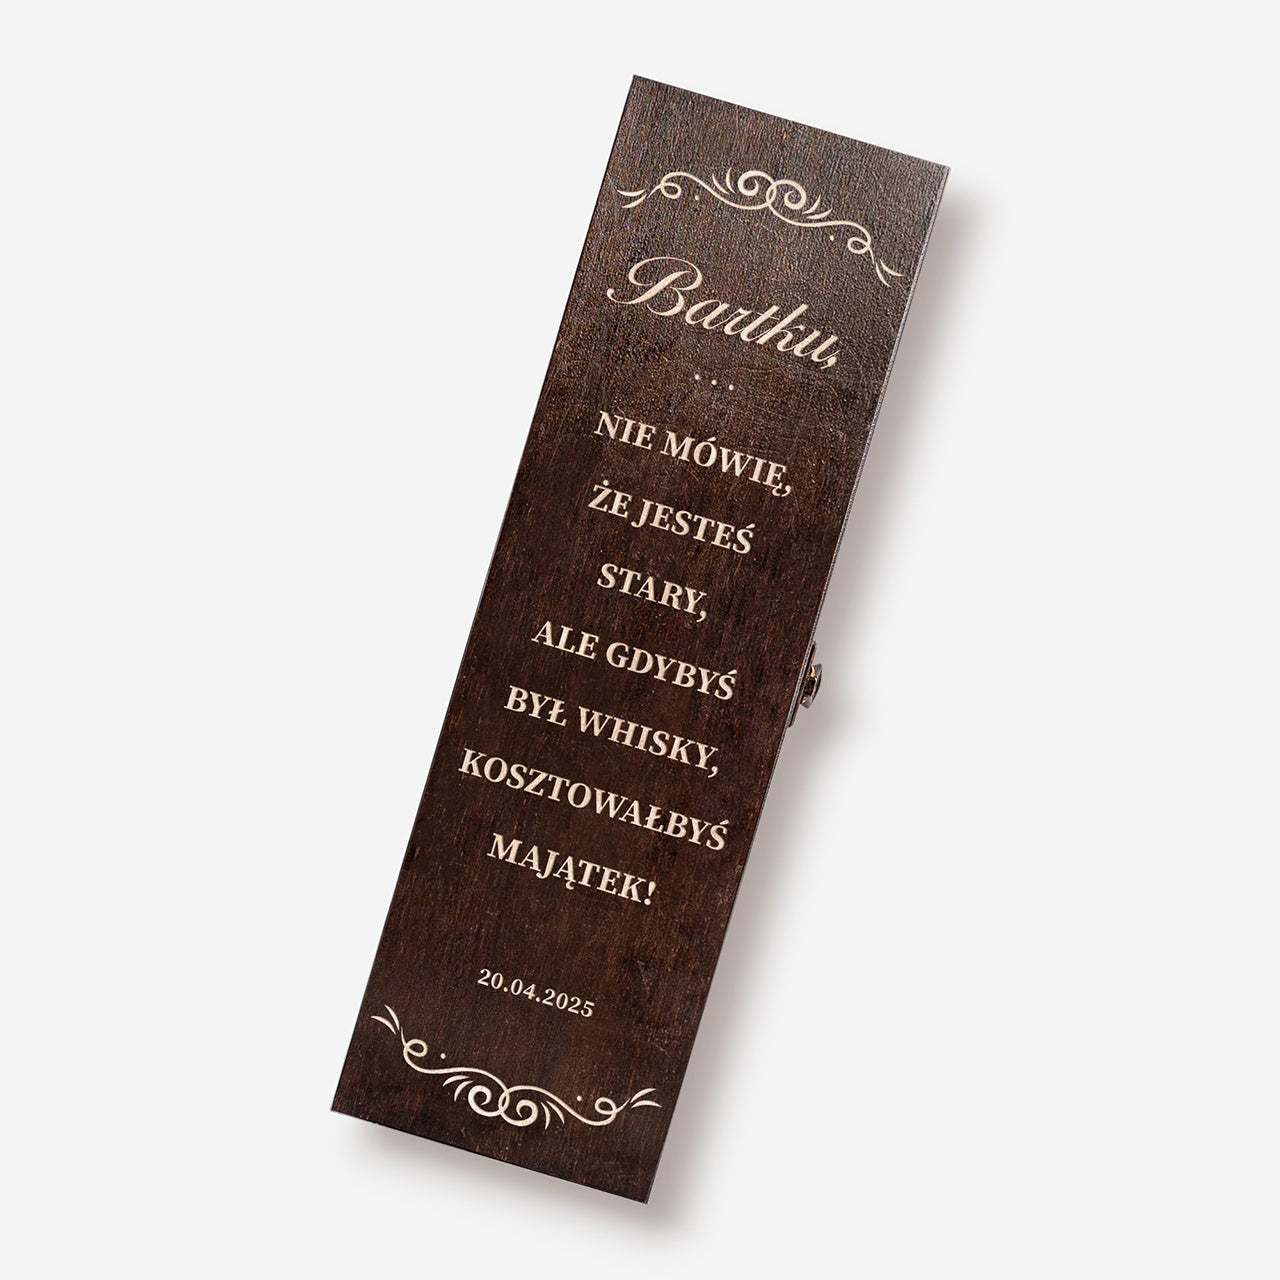 Bartku,
...
NIE MÓWIĘ,
ŻE JESTEŚ
STARY,
ALE GDYBYŚ
BYŁ WHISKY,
KOSZTOWAŁBYŚ
MAJĄTEK!
20.04.2025